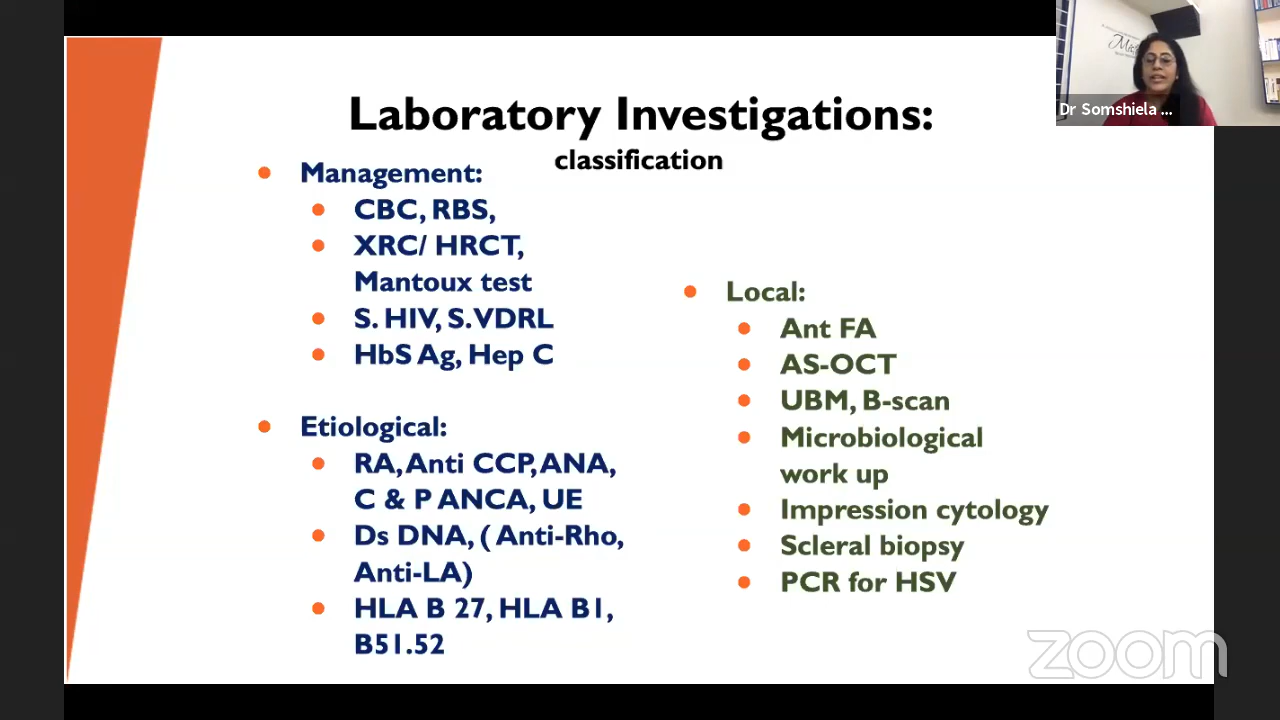 Laboratory Investigations:
classification
Management:
CBC, RBS,
XRC/ HRCT,
Mantoux test
S. HIV, S. VDRL
HbS Ag, Hep C
Etiological:
RA, Anti CCP, ANA,
C & P ANCA, UE
Ds DNA, ( Anti-Rho,
Anti-LA)
HLA B 27, HLA B1,
B51.52
Local:
Ant FA
AS-OCT
UBM, B-scan
Microbiological
work up
Impression cytology
Scleral biopsy
PCR for HSV
Dr Somshiela ...
zoom